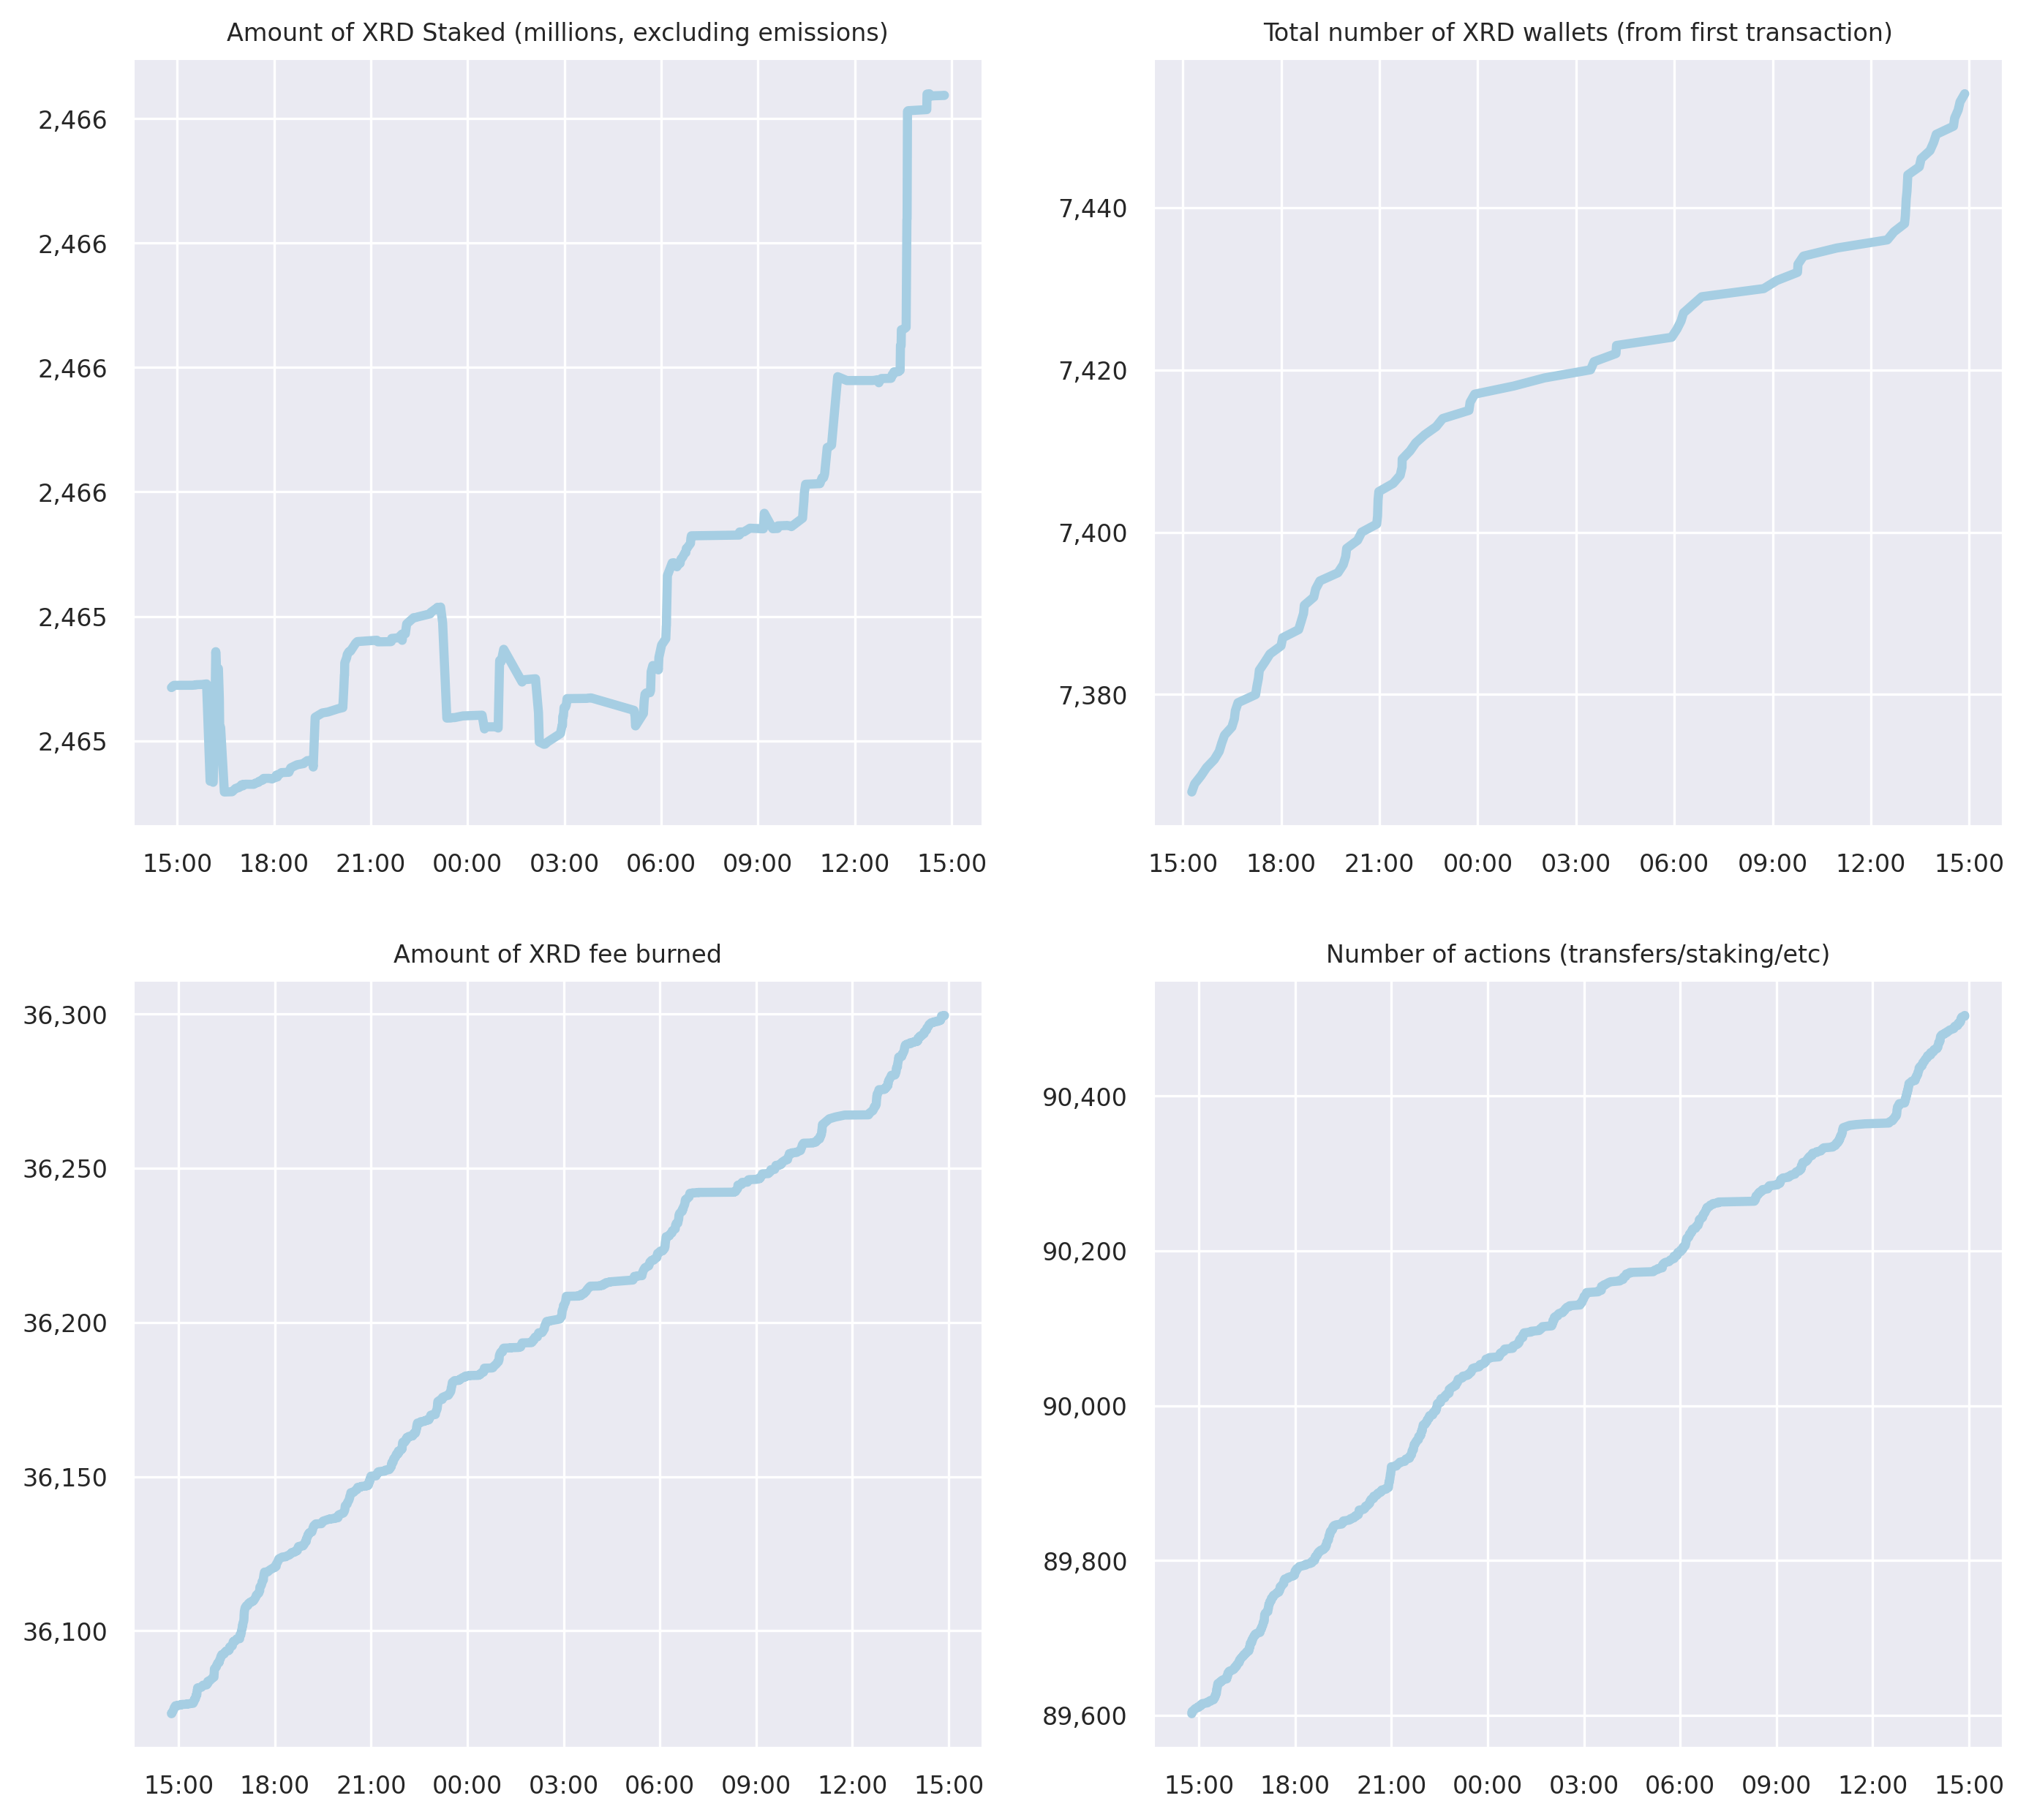 Amount of XRD Staked (millions, excluding emissions)
2,466
2,466
2,466
2,466
2,465
2,465
15:00 18:00 21:00 00:00 03:00 06:00 09:00 12:00 15:00
Total number of XRD wallets (from first transaction)
7,440
7,420
7,400
7,380
15:00 18:00 21:00 00:00 03:00 06:00 09:00 12:00 15:00
Amount of XRD fee burned
36,300
36,250
36,200
36,150
36,100
15:00 18:00 21:00 00:00 03:00 06:00 09:00 12:00 15:00
Number of actions (transfers/staking/etc)
90,400
90,200
90,000
89,800
89,600
15:00 18:00 21:00 00:00 03:00 06:00 09:00 12:00 15:00